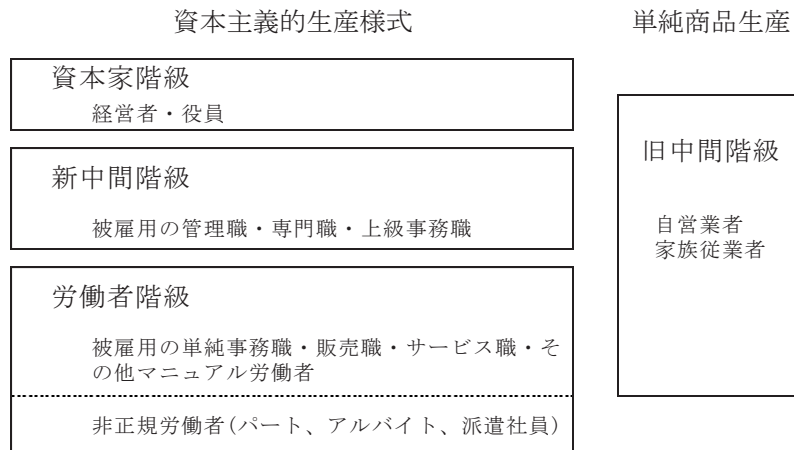 資本主義的生産様式
単純商品生産
資本家階級
経営者・役員
新中間階級
被雇用の管理職・専門職・上級事務職
労働者階級
被雇用の単純事務職・販売職・サービス職・そ
の他マニュアル労働者
非正規労働者(パート、アルバイト、派遣社員)
旧中間階級
自営業者
家族従業者